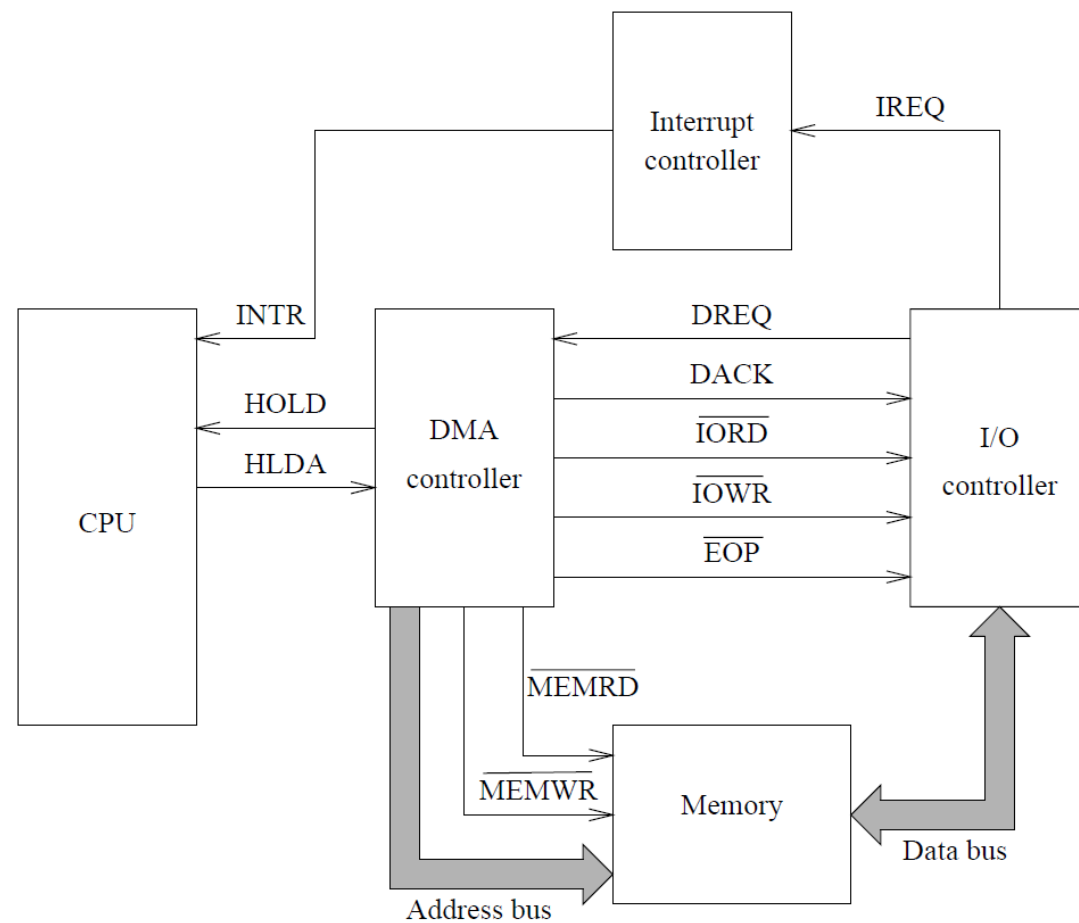 IREQ
Interrupt
controller
INTR
DREQ
DACK
HOLD
DMA
controller
IORD
I/O
controller
HLDA
IOWR
CPU
EOP
MEMRD
MEMWR
Memory
Data bus
Address bus